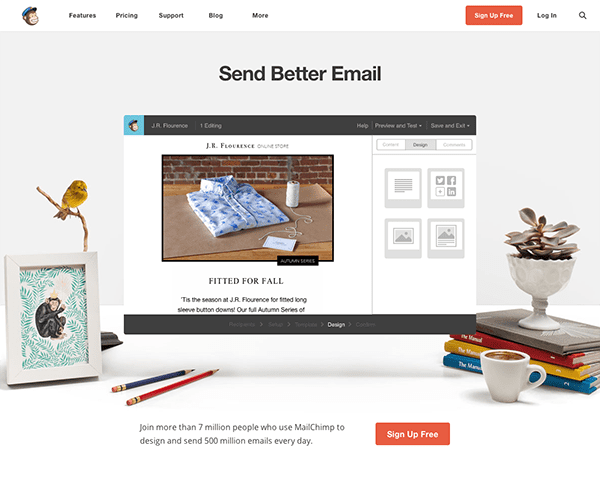 Features
Pricing
Support
Blog
More
Sign Up Free
Log In
Send Better Email
J.R. Flourence
1 Editing
Help
Preview and Test
Save and Exit
J.R. FLOURENCE ONLINE STORE
Content
Design
Comments
AUTUMN SERIES
FITTED FOR FALL
'Tis the season at J.R. Flourence for fitted long
sleeve button downs! Our full Autumn Series of
Recipients > Setup > Template > Design > Confirm
The Manual
The Manual
Join more than 7 million people who use MailChimp to
design and send 500 million emails every day.
Sign Up Free